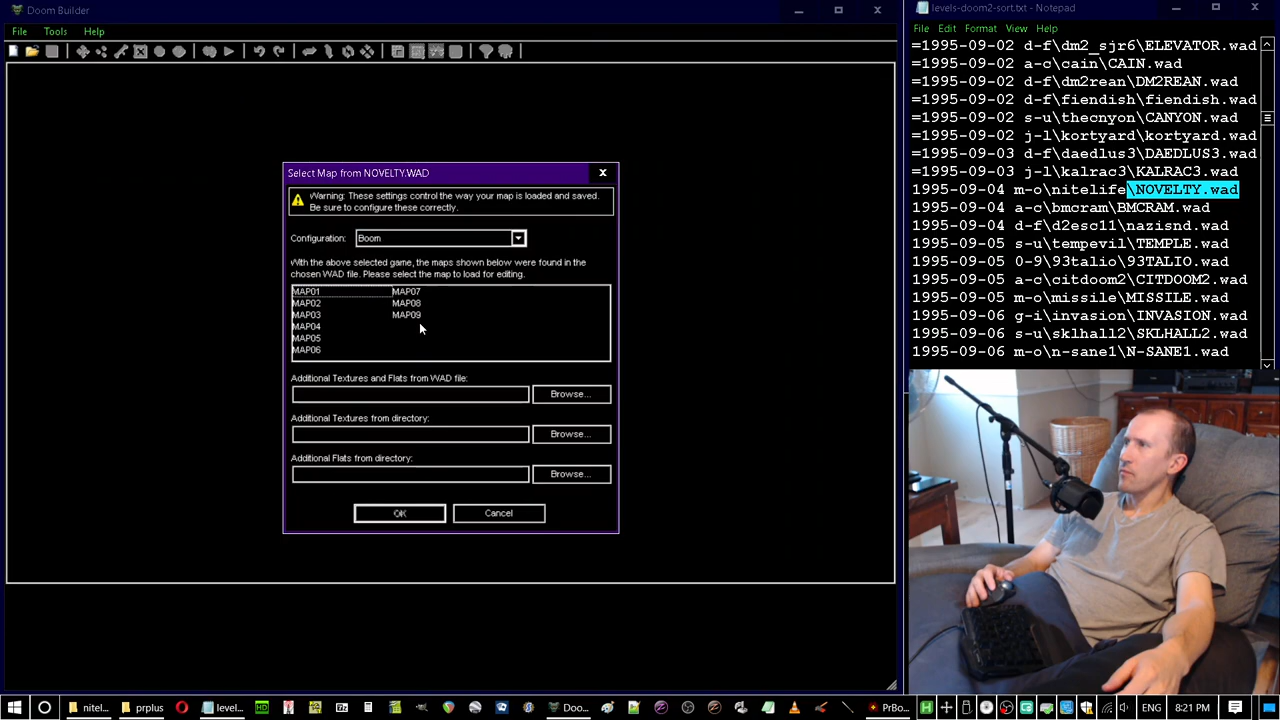 Doom Builder
File Tools Help
Select Map from NOVELTY.WAD
Warning: These settings control the way your map is loaded and saved.
Be sure to configure these correctly.
Configuration: Boom
With the above selected game, the maps shown below were found in the
chosen WAD file. Please select the map to load for editing.
MAP01 MAP07
MAP02 MAP08
MAP03 MAP09
MAP04
MAP05
MAP06
Additional Textures and Flats from WAD file:
Browse...
Additional Textures from directory:
Browse...
Additional Flats from directory:
Browse...
OK Cancel
levels-doom2-sort.txt - Notepad
File Edit Format View Help
=1995-09-02 d-f\dm2_sjr6\ELEVATOR.wad
=1995-09-02 a-c\cain\CAIN.wad
=1995-09-02 d-f\dm2rean\DM2REAN.wad
=1995-09-02 d-f\fiendish\fiendish.wad
=1995-09-02 s-u\thecnyon\CANYON.wad
=1995-09-02 j-l\kortyard\kortyard.wad
=1995-09-03 d-f\daedlus3\DAEDLUS3.wad
=1995-09-03 j-l\kalrac3\KALRAC3.wad
1995-09-04 m-o\nitelife\NOVELTY.wad
1995-09-04 a-c\bmcram\BMCRAM.wad
1995-09-04 d-f\d2esc11\nazisnd.wad
1995-09-05 s-u\tempevil\TEMPLE.wad
1995-09-05 0-9\93talio\93TALIO.wad
1995-09-05 a-c\citdoom2\CITDOOM2.wad
1995-09-05 m-o\missile\MISSILE.wad
1995-09-06 g-i\invasion\INVASION.wad
1995-09-06 s-u\sklhall2\SKLHALL2.wad
1995-09-06 m-o\n-sane1\N-SANE1.wad
nitel... prplus level... HD Doo... PrBo... ENG 8:21 PM